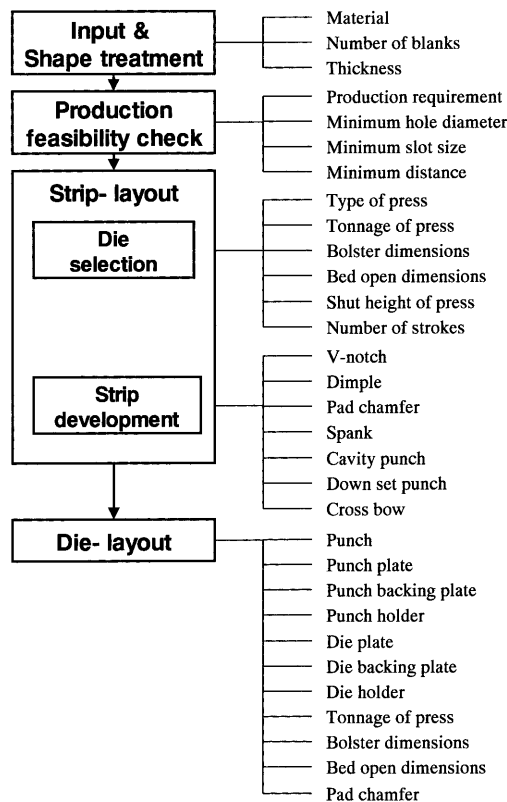 Input &
Shape treatment
Material
Number of blanks
Thickness
Production
feasibility check
Production requirement
Minimum hole diameter
Minimum slot size
Minimum distance
Strip- layout
Die
selection
Type of press
Tonnage of press
Bolster dimensions
Bed open dimensions
Shut height of press
Number of strokes
Strip
development
V-notch
Dimple
Pad chamfer
Spank
Cavity punch
Down set punch
Cross bow
Die- layout
Punch
Punch plate
Punch backing plate
Punch holder
Die plate
Die backing plate
Die holder
Tonnage of press
Bolster dimensions
Bed open dimensions
Pad chamfer